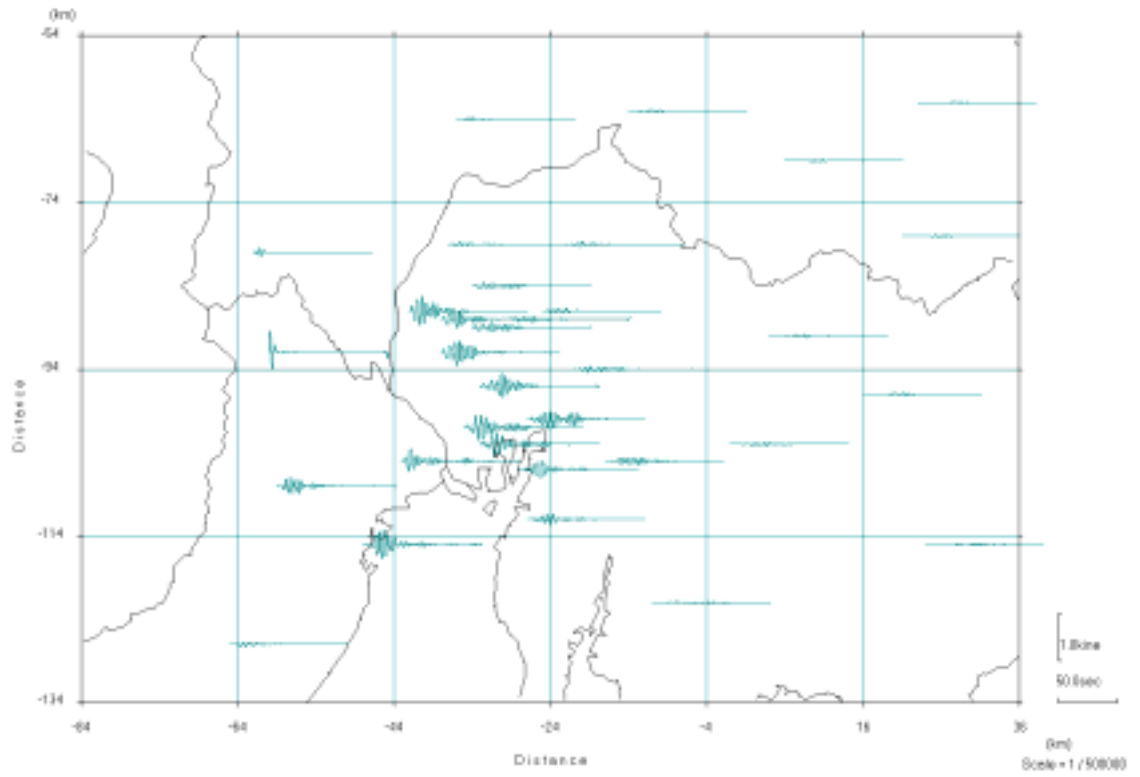 (km)
-54
-74
-94
-114
-134
Distance
-84
-64
-44
-24
-4
16
36
(km)
Distance
1.0kine
50.0sec
Scale = 1 / 500000